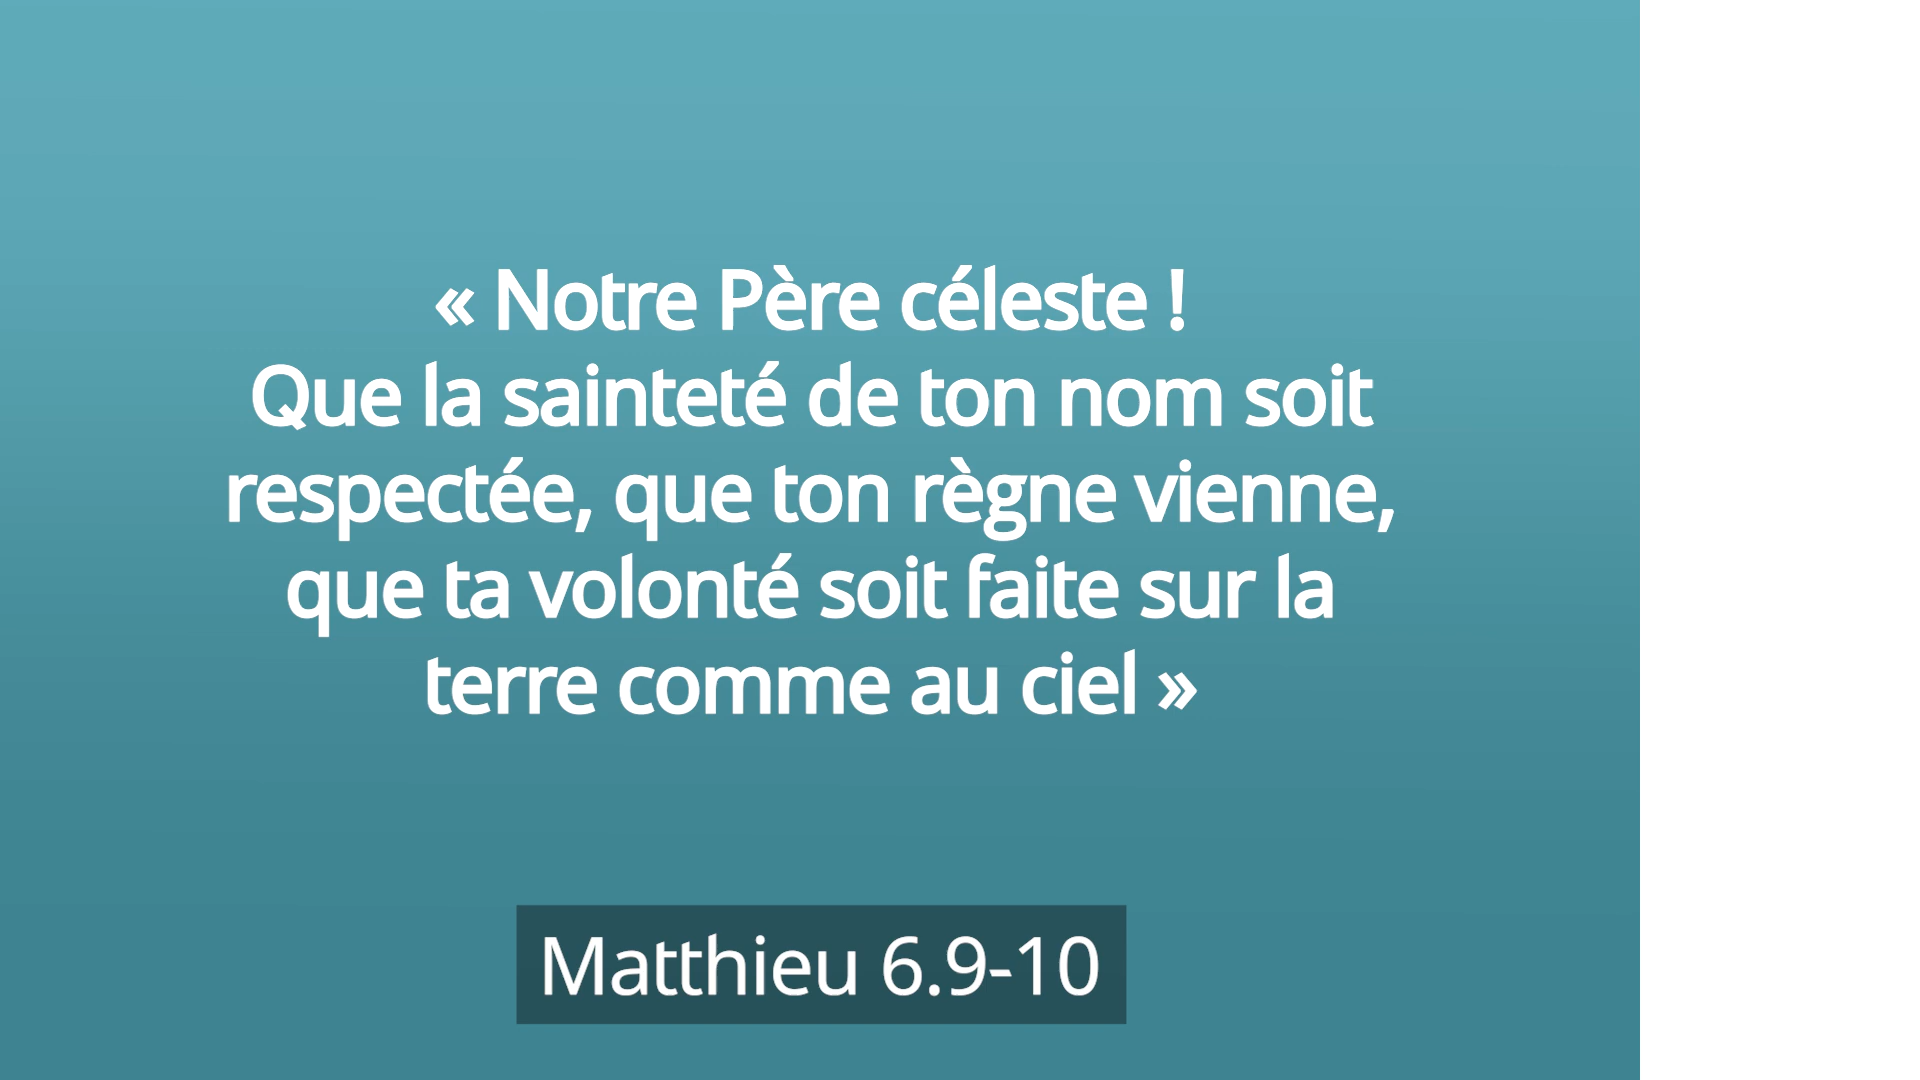 « Notre Père céleste !
Que la sainteté de ton nom soit
respectée, que ton règne vienne,
que ta volonté soit faite sur la
terre comme au ciel »
Matthieu 6.9-10